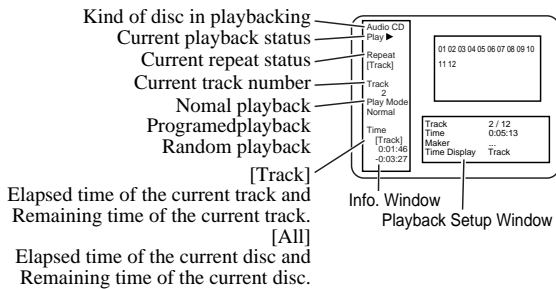 Kind of disc in playbacking
Current playback status
Current repeat status
Current track number
Nomal playback
Programedplayback
Random playback
[Track]
Elapsed time of the current track and
Remaining time of the current track.
[All]
Elapsed time of the current disc and
Remaining time of the current disc.
Audio CD
Play ▶
Repeat
[Track]
Track
2
Play Mode
Normal
Time
[Track]
0:01:46
-0:03:27
01 02 03 04 05 06 07 08 09 10
11 12
Track 2 / 12
Time 0:05:13
Maker ...
Time Display Track
Info. Window
Playback Setup Window